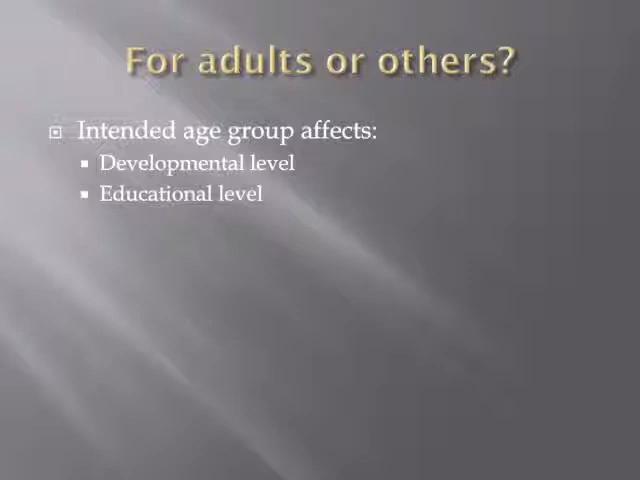 For adults or others?
Intended age group affects:
Developmental level
Educational level